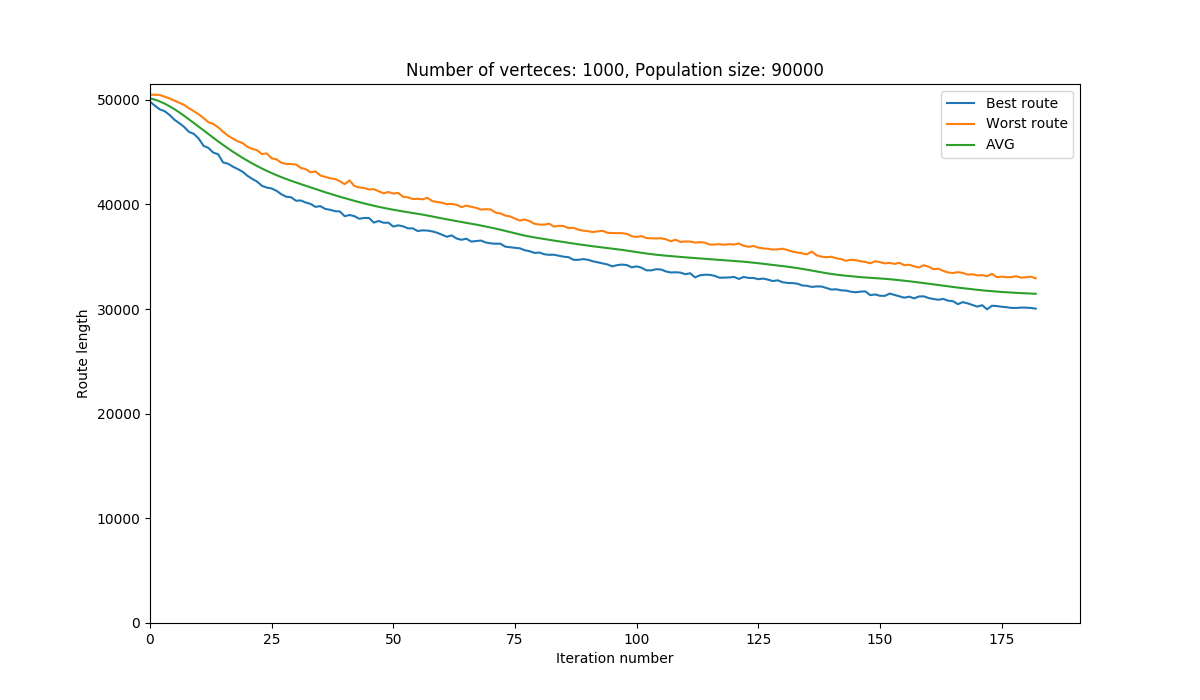 Number of verteces: 1000, Population size: 90000
Best route
Worst route
AVG
50000
40000
30000
20000
10000
0
Route length
0 25 50 75 100 125 150 175
Iteration number